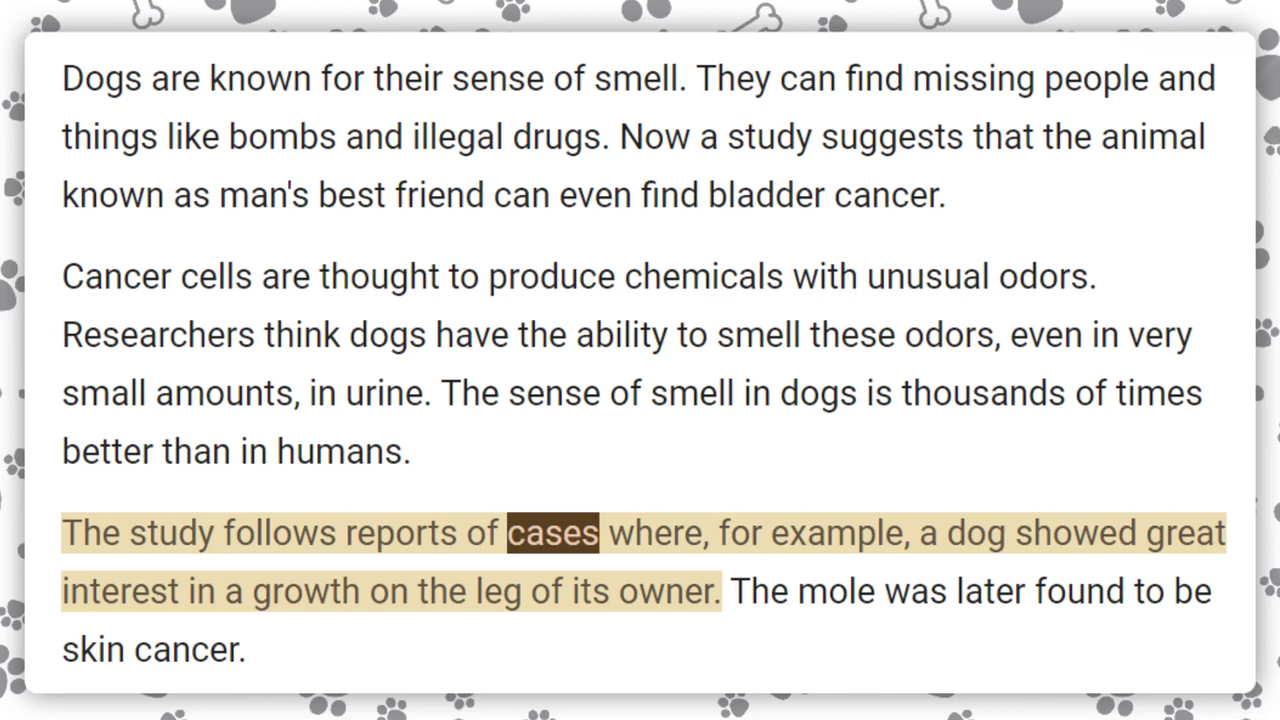 Dogs are known for their sense of smell. They can find missing people and
things like bombs and illegal drugs. Now a study suggests that the animal
known as man's best friend can even find bladder cancer.
Cancer cells are thought to produce chemicals with unusual odors.
Researchers think dogs have the ability to smell these odors, even in very
small amounts, in urine. The sense of smell in dogs is thousands of times
better than in humans.
The study follows reports of cases where, for example, a dog showed great
interest in a growth on the leg of its owner. The mole was later found to be
skin cancer.